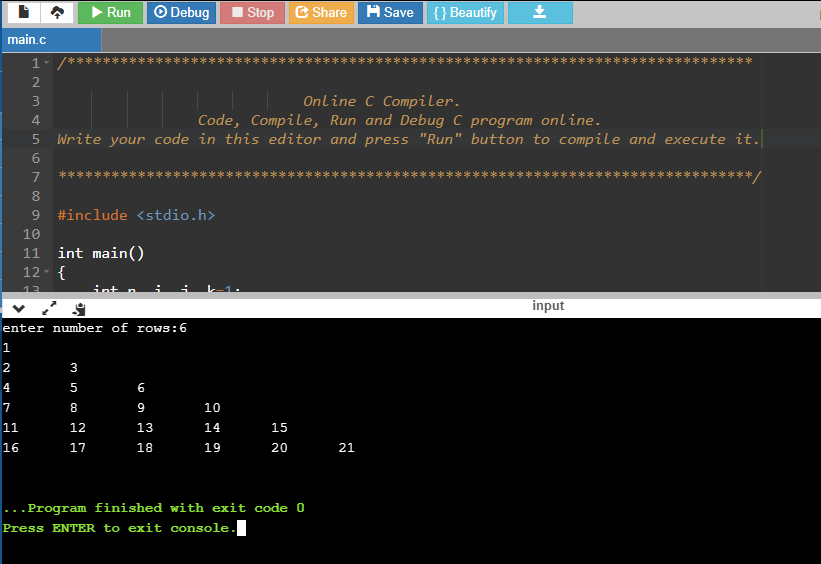 Run Debug Stop Share Save { } Beautify
main.c
1 /******************************************************************************
2
3 Online C Compiler.
4 Code, Compile, Run and Debug C program online.
5 Write your code in this editor and press "Run" button to compile and execute it.
6
7 *******************************************************************************/
8
9 #include <stdio.h>
10
11 int main()
12 {
13 int n, i, j, k=1;
input
enter number of rows:6
1
2 3
4 5 6
7 8 9 10
11 12 13 14 15
16 17 18 19 20 21
...Program finished with exit code 0
Press ENTER to exit console.